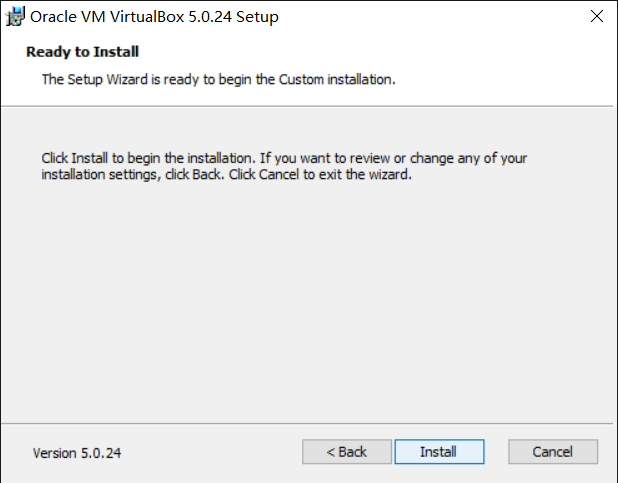 Oracle VM VirtualBox 5.0.24 Setup
Ready to Install
The Setup Wizard is ready to begin the Custom installation.
Click Install to begin the installation. If you want to review or change any of your
installation settings, click Back. Click Cancel to exit the wizard.
Version 5.0.24
< Back
Install
Cancel